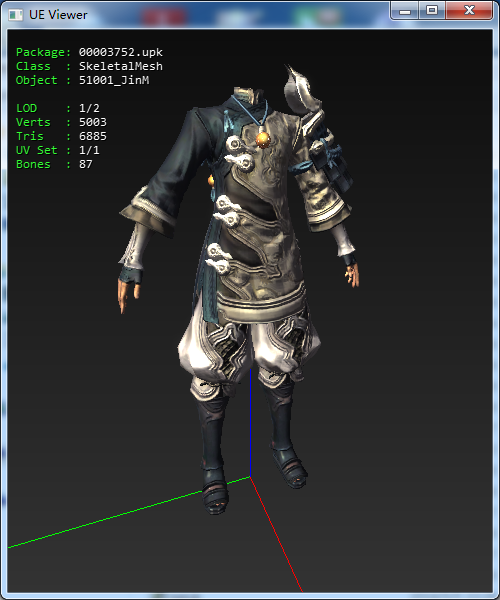 UE Viewer
Package: 00003752.upk
Class : SkeletalMesh
Object : 51001_JinM
LOD : 1/2
Verts : 5003
Tris : 6885
UV Set : 1/1
Bones : 87